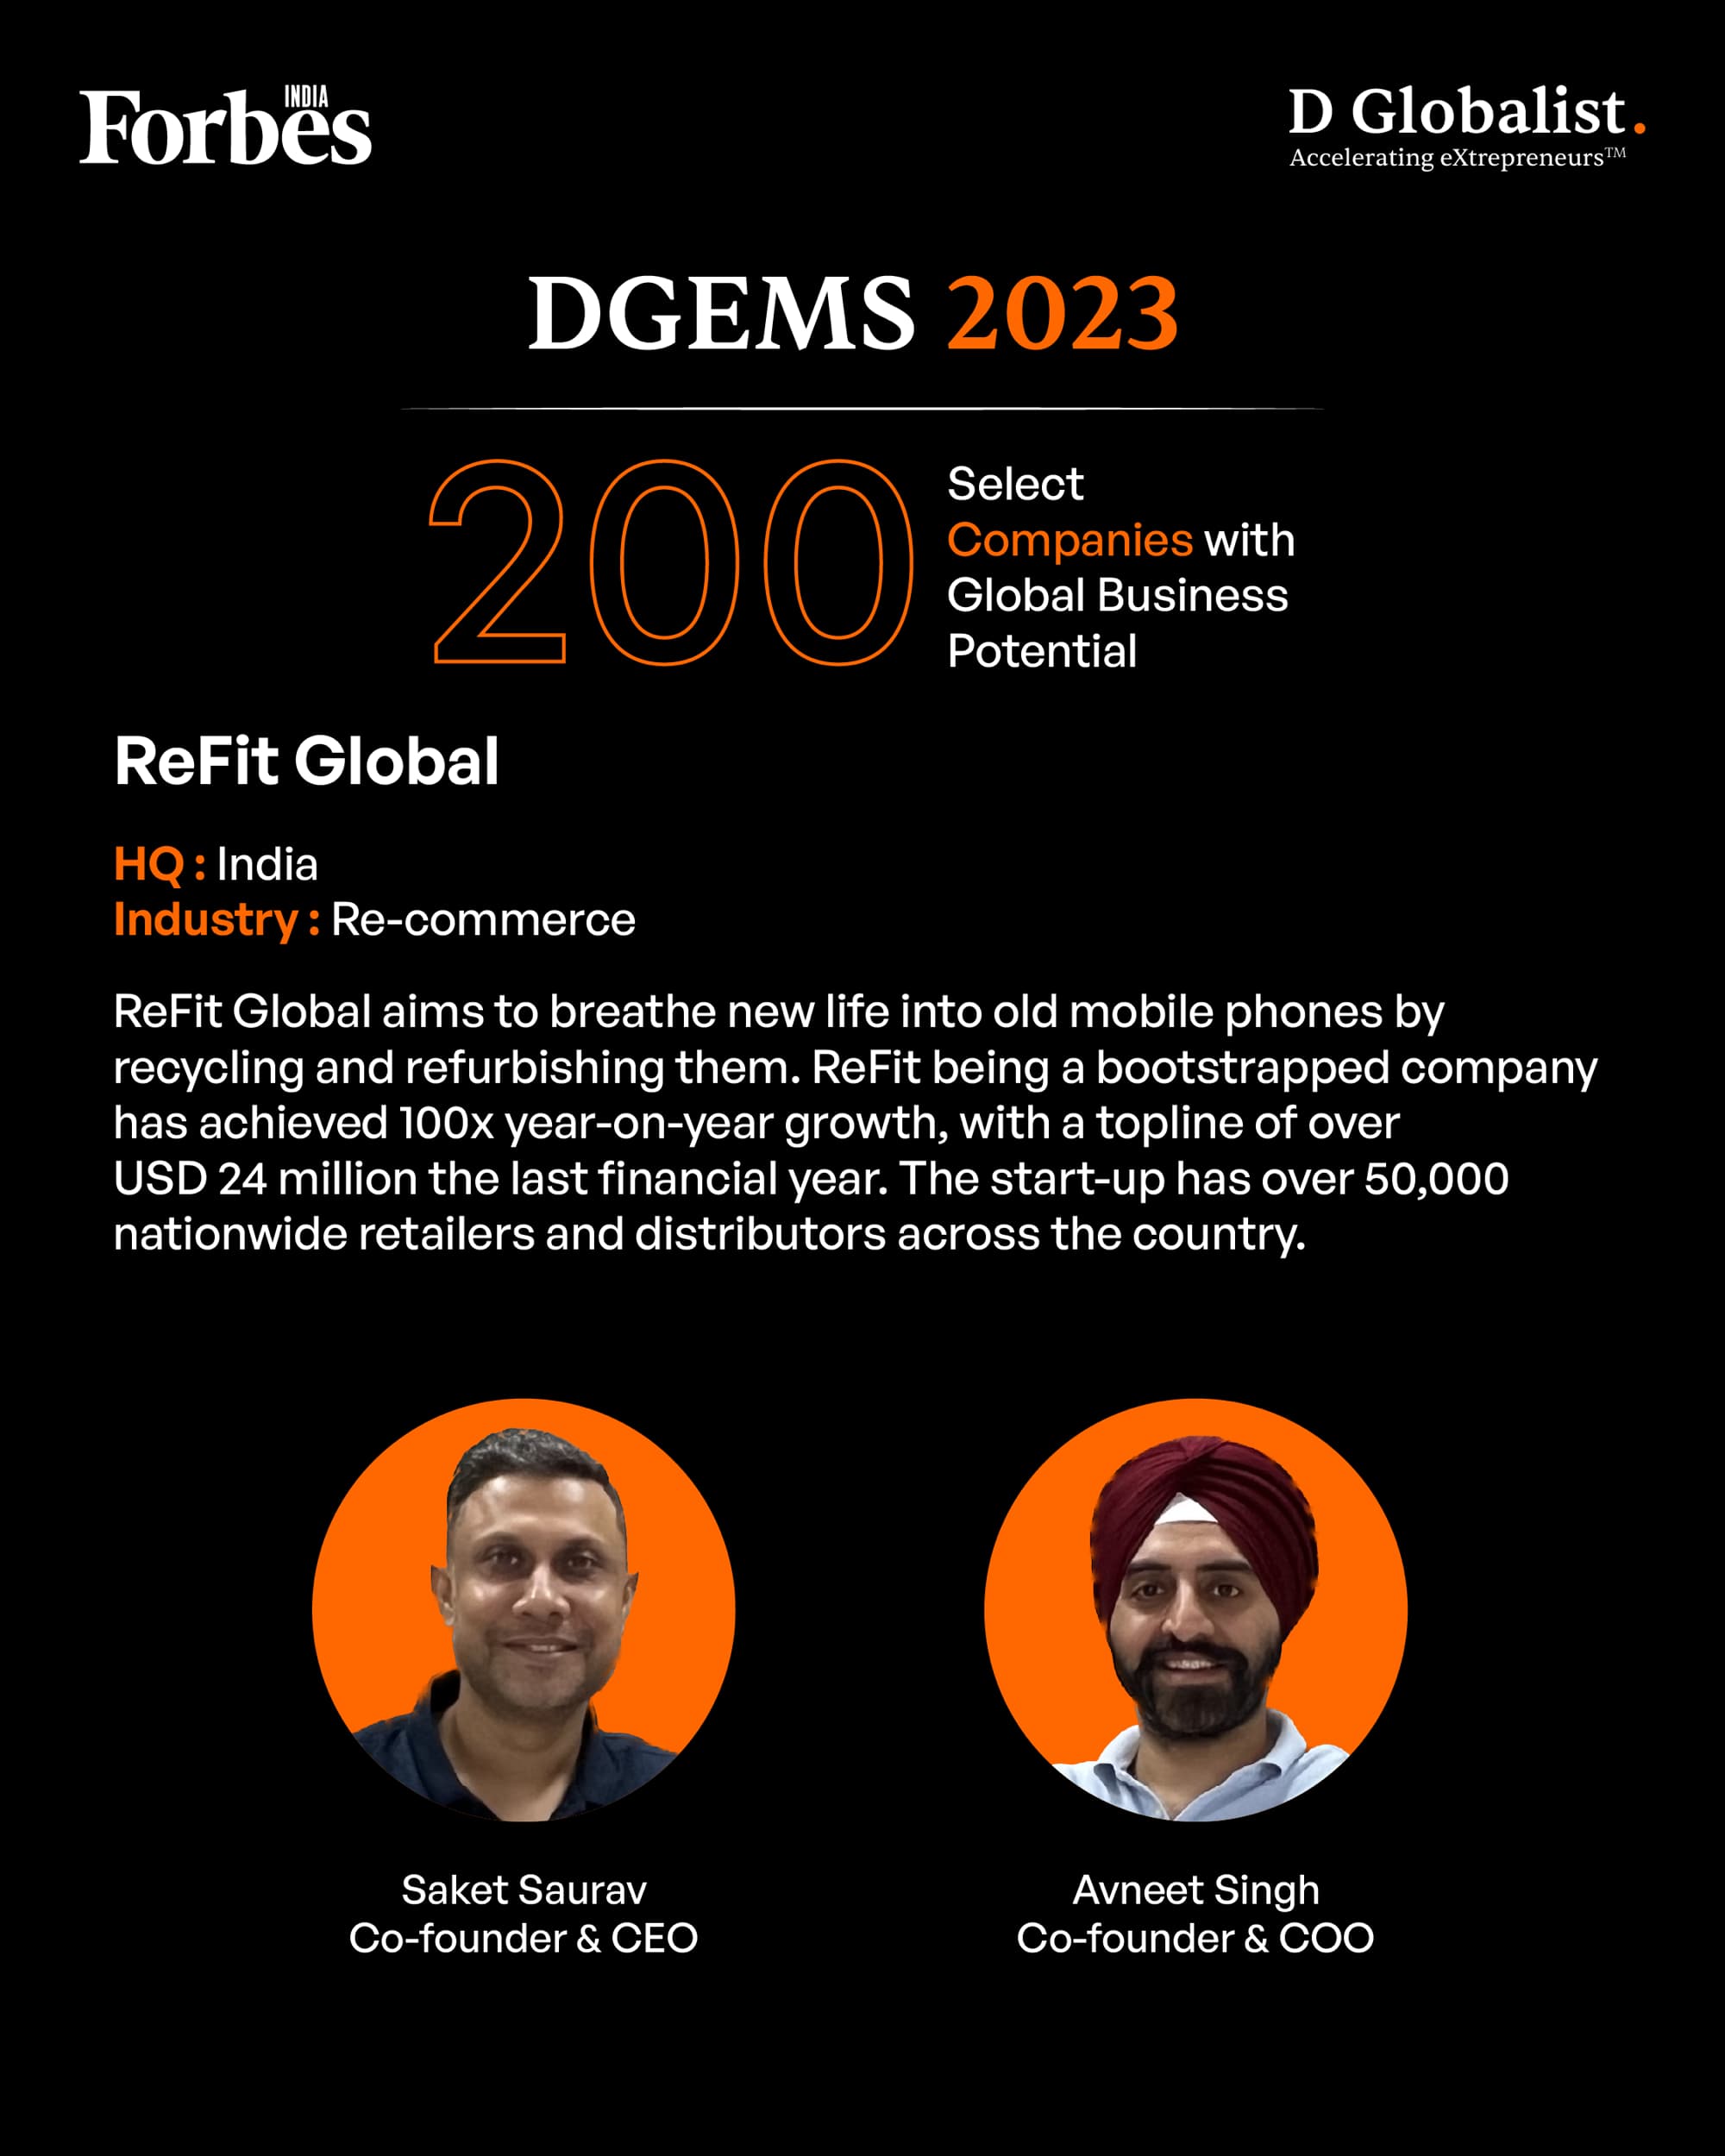 Forbes INDIA
D Globalist.
Accelerating eXtrepreneurs™
DGEMS 2023
200
Select
Companies with
Global Business
Potential
ReFit Global
HQ : India
Industry : Re-commerce
ReFit Global aims to breathe new life into old mobile phones by
recycling and refurbishing them. ReFit being a bootstrapped company
has achieved 100x year-on-year growth, with a topline of over
USD 24 million the last financial year. The start-up has over 50,000
nationwide retailers and distributors across the country.
Saket Saurav
Co-founder & CEO
Avneet Singh
Co-founder & COO